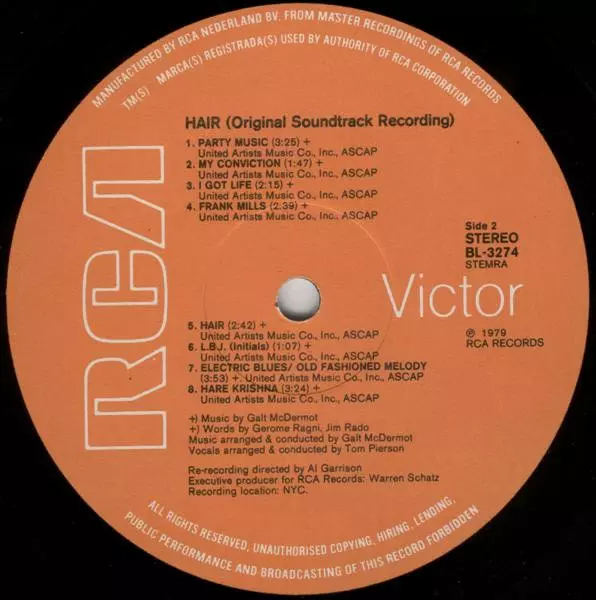 MANUFACTURED BY RCA NEDERLAND BV. FROM MASTER RECORDINGS OF RCA RECORDS
TM(S) MARCA(S) REGISTRADA(S) USED BY AUTHORITY OF RCA CORPORATION
HAIR (Original Soundtrack Recording)
1. PARTY MUSIC (3:25) +
United Artists Music Co., Inc., ASCAP
2. MY CONVICTION (1:47) +
United Artists Music Co., Inc., ASCAP
3. I GOT LIFE (2:15) +
United Artists Music Co., Inc., ASCAP
4. FRANK MILLS (2:39) +
United Artists Music Co., Inc., ASCAP
Side 2
STEREO
BL-3274
STEMRA
RCA
Victor
℗ 1979
RCA RECORDS
5. HAIR (2:42) +
United Artists Music Co., Inc., ASCAP
6. L.B.J. (Initials) (1:07) +
United Artists Music Co., Inc., ASCAP
7. ELECTRIC BLUES/ OLD FASHIONED MELODY
(3:53) +. United Artists Music Co., Inc., ASCAP
8. HARE KRISHNA (3:24) +
United Artists Music Co., Inc., ASCAP
+) Music by Galt McDermot
+) Words by Gerome Ragni, Jim Rado
Music arranged & conducted by Galt McDermot
Vocals arranged & conducted by Tom Pierson
Re-recording directed by Al Garrison
Executive producer for RCA Records: Warren Schatz
Recording location: NYC.
ALL RIGHTS RESERVED, UNAUTHORISED COPYING, HIRING, LENDING,
PUBLIC PERFORMANCE AND BROADCASTING OF THIS RECORD FORBIDDEN